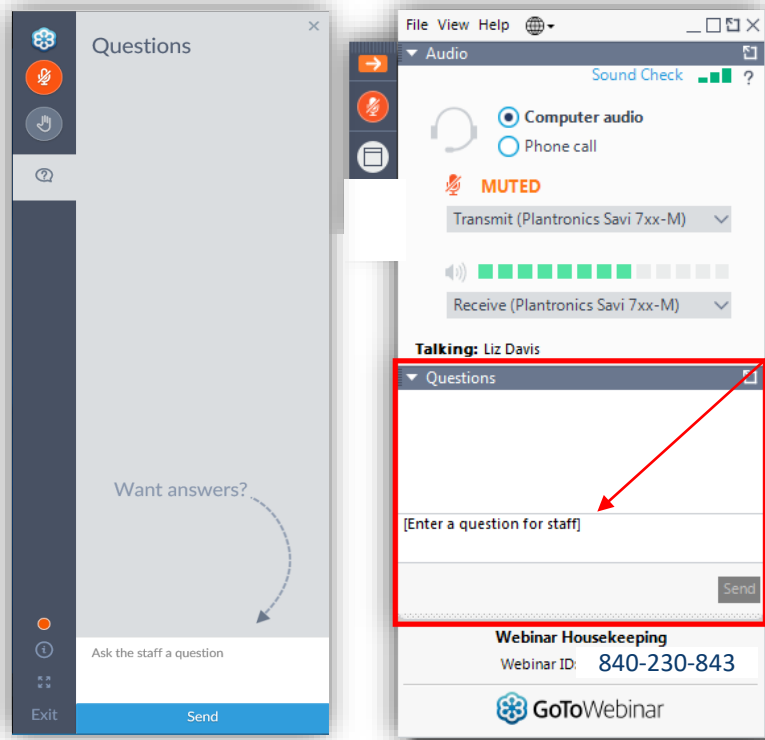 Questions
Want answers?
Ask the staff a question
Exit
Send
File View Help
Audio
Sound Check
?
Computer audio
Phone call
MUTED
Transmit (Plantronics Savi 7xx-M)
Receive (Plantronics Savi 7xx-M)
Talking: Liz Davis
Questions
[Enter a question for staff]
Send
Webinar Housekeeping
Webinar ID: 840-230-843
GoToWebinar